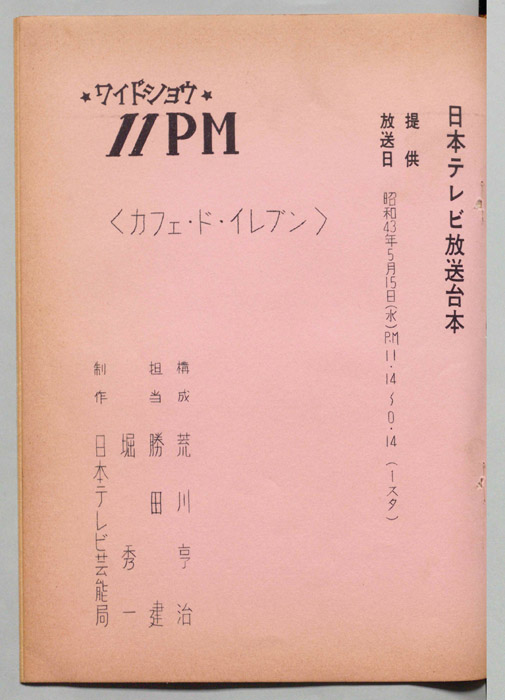 日本テレビ放送台本
提供
放送日 昭和43年5月15日(水)P.M 11・14〜0・14 (1スタ)
★ワイドショウ★
11PM
〈カフェ・ド・イレブン〉
構成 荒川亨治
担当 勝田建
堀秀一
制作 日本テレビ芸能局